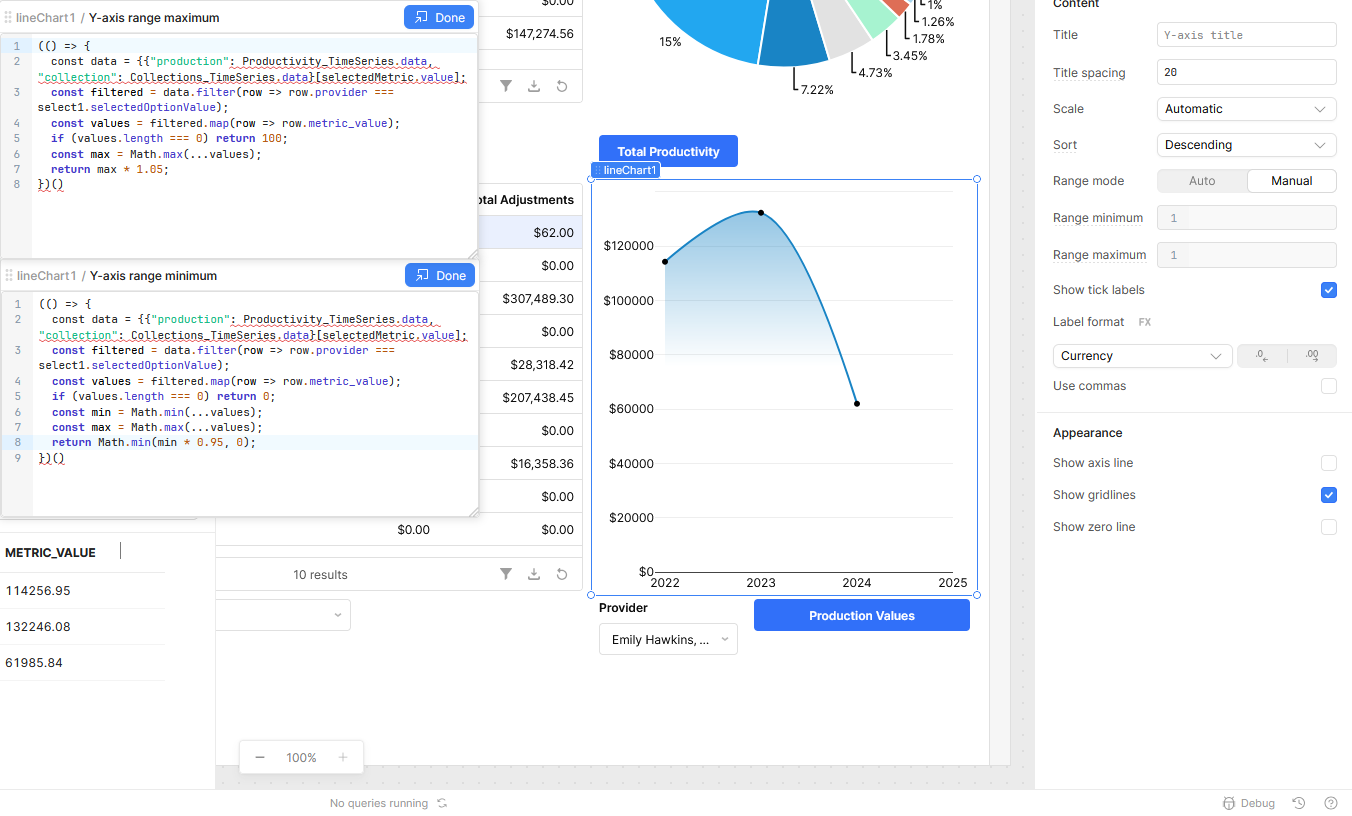 lineChart1 / Y-axis range maximum
Done
1 (() => {
2 const data = {{"production": Productivity_TimeSeries.data,
"collection": Collections_TimeSeries.data}[selectedMetric.value];
3 const filtered = data.filter(row => row.provider ===
select1.selectedOptionValue);
4 const values = filtered.map(row => row.metric_value);
5 if (values.length === 0) return 100;
6 const max = Math.max(...values);
7 return max * 1.05;
8 })()
lineChart1 / Y-axis range minimum
Done
1 (() => {
2 const data = {{"production": Productivity_TimeSeries.data,
"collection": Collections_TimeSeries.data}[selectedMetric.value];
3 const filtered = data.filter(row => row.provider ===
select1.selectedOptionValue);
4 const values = filtered.map(row => row.metric_value);
5 if (values.length === 0) return 0;
6 const min = Math.min(...values);
7 const max = Math.max(...values);
8 return Math.min(min * 0.95, 0);
9 })()
METRIC_VALUE
114256.95
132246.08
61985.84
$0.00
$147,274.56
otal Adjustments
$62.00
$0.00
$307,489.30
$0.00
$28,318.42
$207,438.45
$0.00
$16,358.36
$0.00
$0.00 $0.00
10 results
15%
7.22%
4.73%
3.45%
1.78%
1.26%
1%
Total Productivity
lineChart1
$120000
$100000
$80000
$60000
$40000
$20000
$0
2022 2023 2024 2025
Provider
Emily Hawkins, ...
Production Values
100%
No queries running
Debug
Content
Title Y-axis title
Title spacing 20
Scale Automatic
Sort Descending
Range mode Auto Manual
Range minimum 1
Range maximum 1
Show tick labels
Label format FX
Currency .0 .00
Use commas
Appearance
Show axis line
Show gridlines
Show zero line